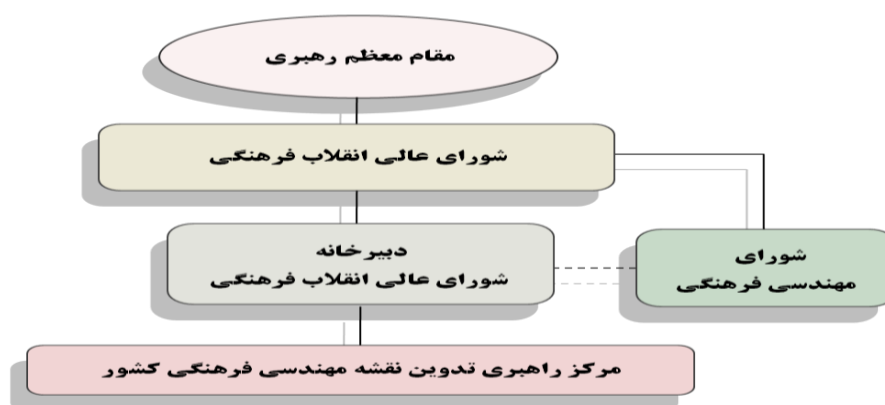 مقام معظم رهبری
شورای عالی انقلاب فرهنگی
دبیرخانه
شورای عالی انقلاب فرهنگی
شورای
مهندسی فرهنگی
مرکز راهبری تدوین نقشه مهندسی فرهنگی کشور